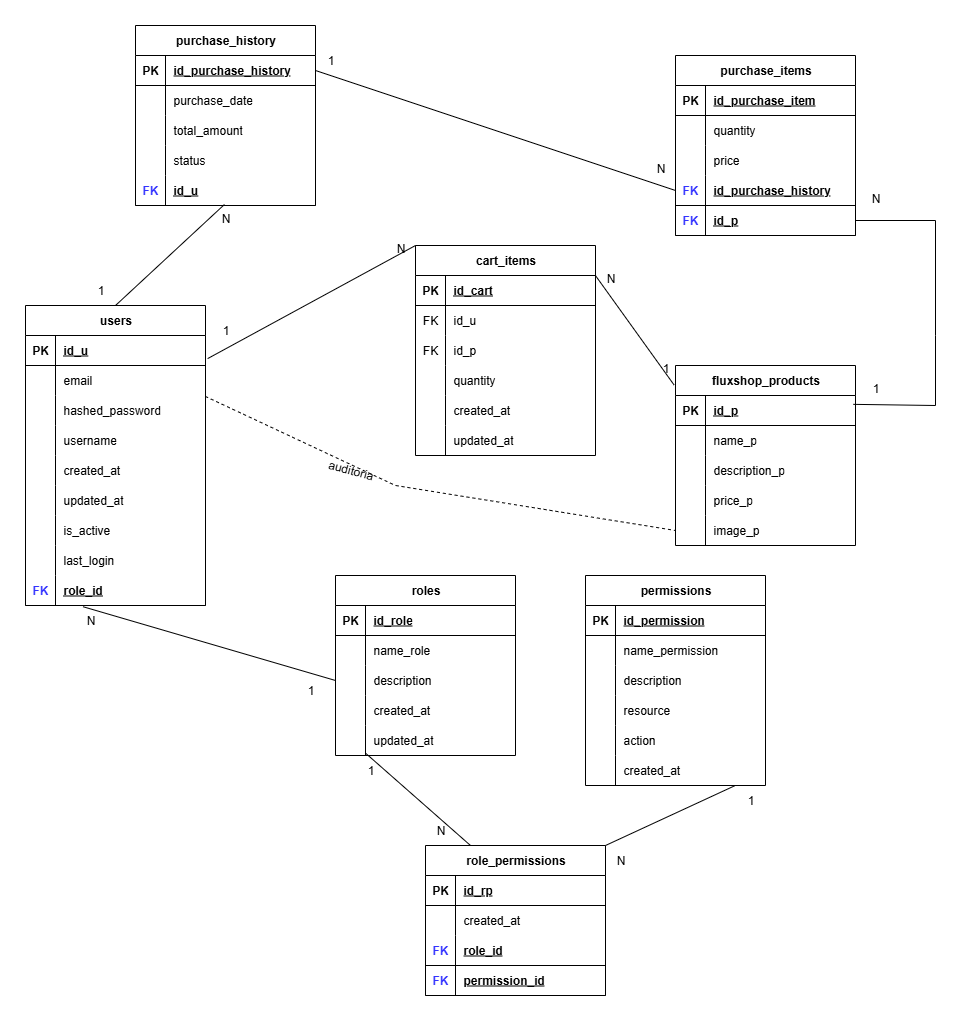 purchase_history
PK id_purchase_history
purchase_date
total_amount
status
FK id_u
1
N
purchase_items
PK id_purchase_item
quantity
price
FK id_purchase_history
FK id_p
N
N
1
users
PK id_u
email
hashed_password
username
created_at
updated_at
is_active
last_login
FK role_id
1
N
cart_items
PK id_cart
FK id_u
FK id_p
quantity
created_at
updated_at
N
1
fluxshop_products
PK id_p
name_p
description_p
price_p
image_p
1
auditoria
N
1
roles
PK id_role
name_role
description
created_at
updated_at
1
N
permissions
PK id_permission
name_permission
description
resource
action
created_at
1
N
role_permissions
PK id_rp
created_at
FK role_id
FK permission_id